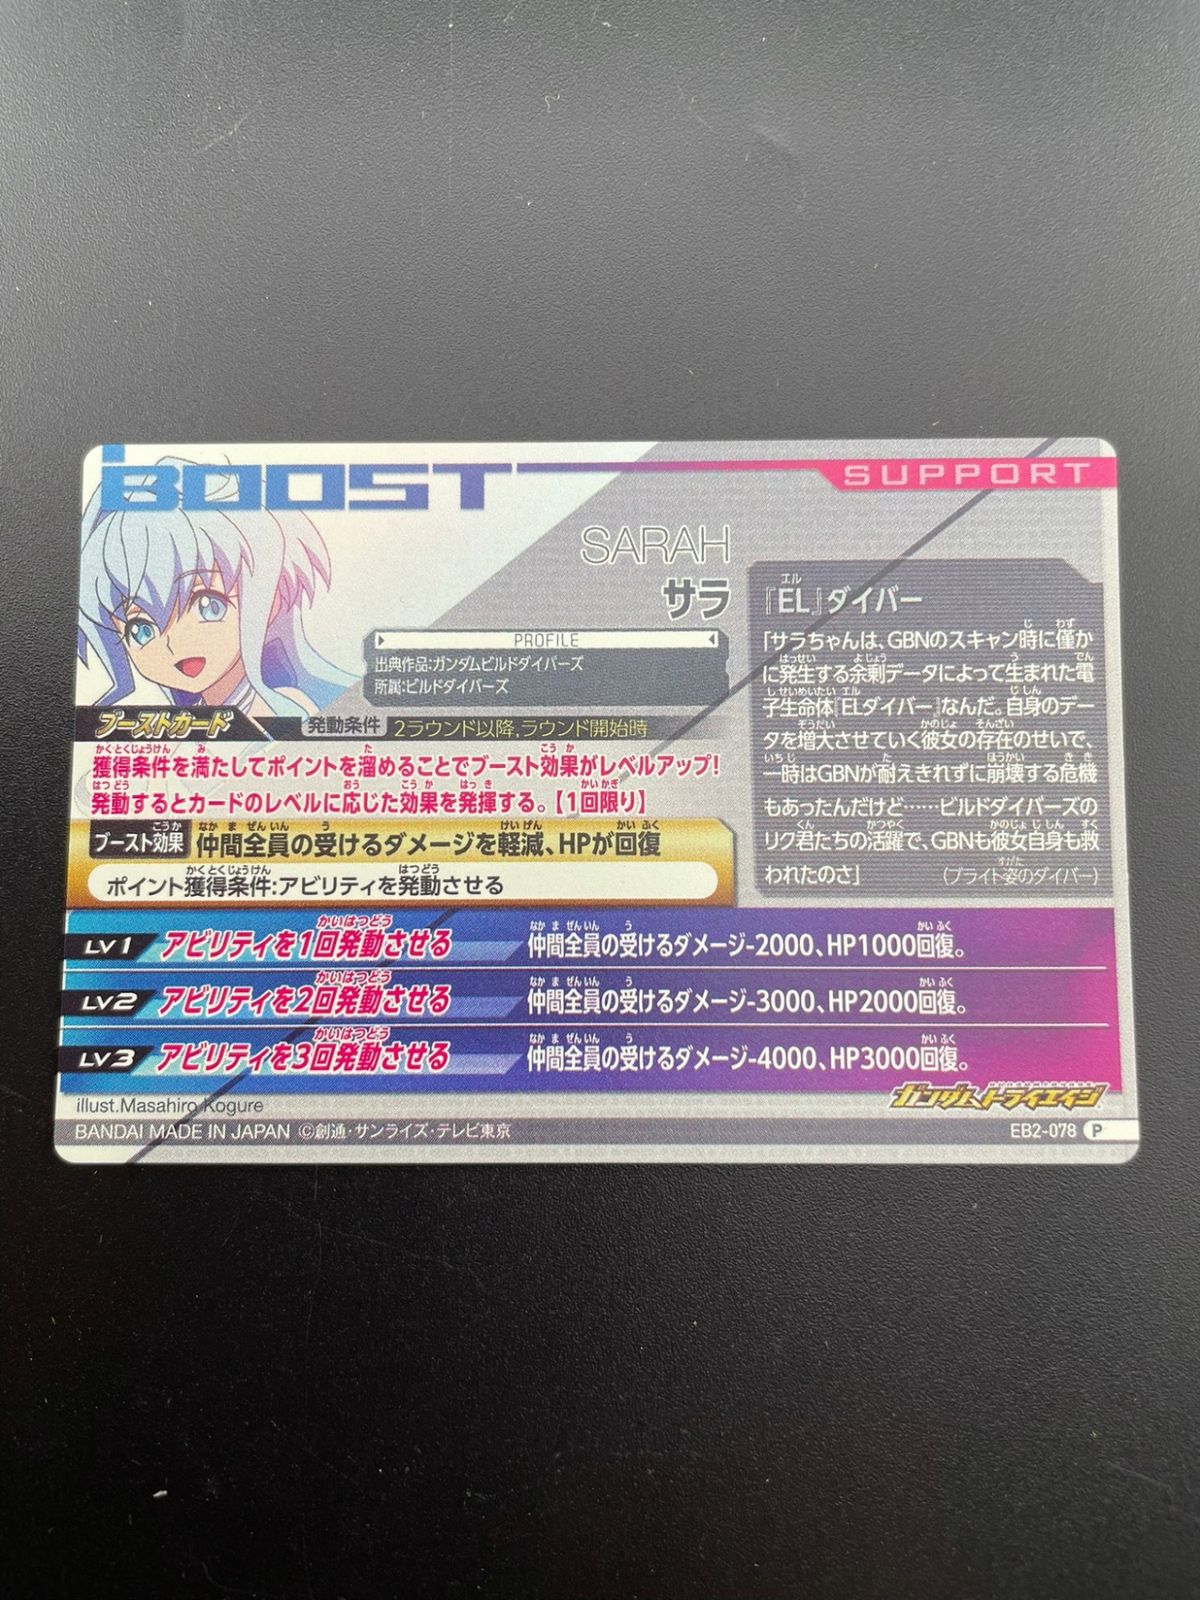 BOOST
SUPPORT
SARAH
サラ
PROFILE
出典作品:ガンダムビルドダイバーズ
所属:ビルドダイバーズ
『EL』ダイバー
エル
「サラちゃんは、GBNのスキャン時に僅か
に発生する余剰データによって生まれた電
子生命体『ELダイバー』なんだ。自身のデー
タを増大させていく彼女の存在のせいで、
一時はGBNが耐えきれずに崩壊する危機
もあったんだけど……ビルドダイバーズの
リク君たちの活躍で、GBNも彼女自身も救
われたのさ」 (ブライト姿のダイバー)
ブーストカード
発動条件 2ラウンド以降,ラウンド開始時
獲得条件を満たしてポイントを溜めることでブースト効果がレベルアップ!
発動するとカードのレベルに応じた効果を発揮する。【1回限り】
ブースト効果 仲間全員の受けるダメージを軽減、HPが回復
ポイント獲得条件:アビリティを発動させる
LV1 アビリティを1回発動させる 仲間全員の受けるダメージ-2000、HP1000回復。
LV2 アビリティを2回発動させる 仲間全員の受けるダメージ-3000、HP2000回復。
LV3 アビリティを3回発動させる 仲間全員の受けるダメージ-4000、HP3000回復。
ガンダムトライエイジ
illust.Masahiro Kogure
BANDAI MADE IN JAPAN ©創通・サンライズ・テレビ東京
EB2-078 P